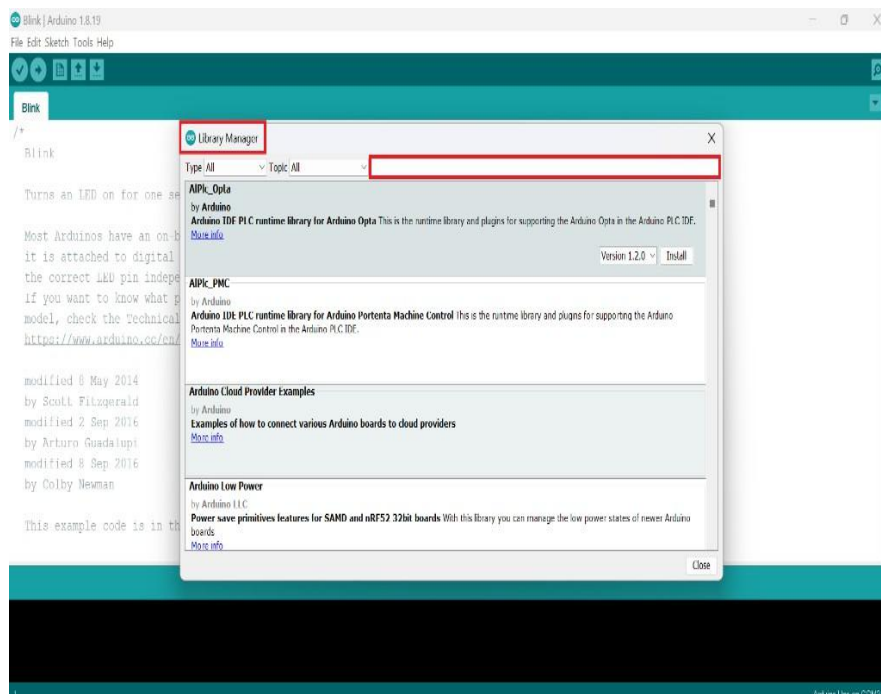 Blink | Arduino 1.8.19
File Edit Sketch Tools Help
Blink
/*
Blink
Turns an LED on for one se
Most Arduinos have an on-b
it is attached to digital
the correct LED pin indepe
If you want to know what p
model, check the Technical
https://www.arduino.cc/en/
modified 8 May 2014
by Scott Fitzgerald
modified 2 Sep 2016
by Arturo Guadalupi
modified 8 Sep 2016
by Colby Newman
This example code is in th
Library Manager
Type All Topic All
AlPlc_Opta
by Arduino
Arduino IDE PLC runtime library for Arduino Opta This is the runtime library and plugins for supporting the Arduino Opta in the Arduino PLC IDE.
More info
Version 1.2.0 Install
AlPlc_PMC
by Arduino
Arduino IDE PLC runtime library for Arduino Portenta Machine Control This is the runtime library and plugins for supporting the Arduino
Portenta Machine Control in the Arduino PLC IDE.
More info
Arduino Cloud Provider Examples
by Arduino
Examples of how to connect various Arduino boards to cloud providers
More info
Arduino Low Power
by Arduino LLC
Power save primitives features for SAMD and nRF52 32bit boards With this library you can manage the low power states of newer Arduino
boards
More info
Close